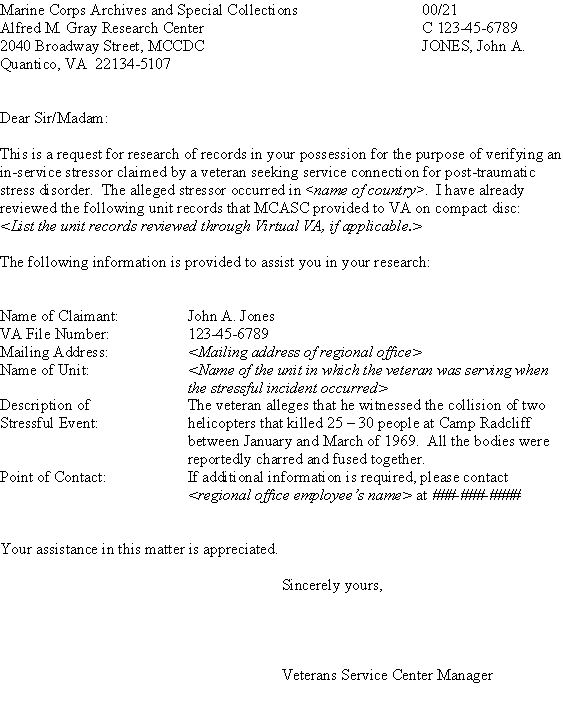 Marine Corps Archives and Special Collections 00/21
Alfred M. Gray Research Center C 123-45-6789
2040 Broadway Street, MCCDC JONES, John A.
Quantico, VA 22134-5107
Dear Sir/Madam:
This is a request for research of records in your possession for the purpose of verifying an
in-service stressor claimed by a veteran seeking service connection for post-traumatic
stress disorder. The alleged stressor occurred in <name of country>. I have already
reviewed the following unit records that MCASC provided to VA on compact disc:
<List the unit records reviewed through Virtual VA, if applicable.>
The following information is provided to assist you in your research:
Name of Claimant: John A. Jones
VA File Number: 123-45-6789
Mailing Address: <Mailing address of regional office>
Name of Unit: <Name of the unit in which the veteran was serving when
the stressful incident occurred>
Description of The veteran alleges that he witnessed the collision of two
Stressful Event: helicopters that killed 25 – 30 people at Camp Radcliff
between January and March of 1969. All the bodies were
reportedly charred and fused together.
Point of Contact: If additional information is required, please contact
<regional office employee's name> at ###-###-####
Your assistance in this matter is appreciated.
Sincerely yours,
Veterans Service Center Manager